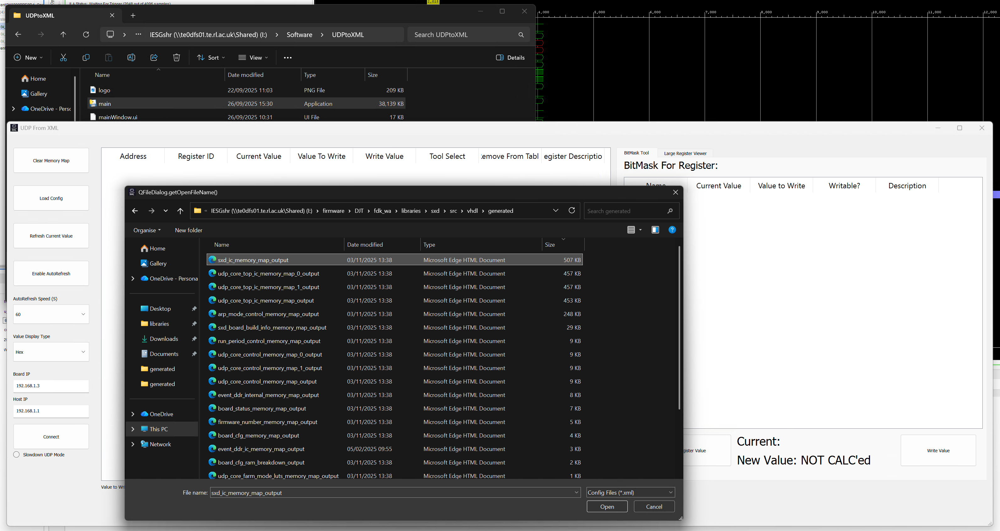 ILA Status: Waiting For Trigger (2048 out of 4096 samples)
2,015
4,000 5,000 6,000 7,000 8,000 9,000 10,000 11,000 12,000
UDPtoXML
IESGshr (\\te0dfs01.te.rl.ac.uk\Shared) (I:) > Software > UDPtoXML
Search UDPtoXML
New Sort View Details
Name Date modified Type Size
Home
Gallery
OneDrive - Persc
logo 22/09/2025 11:03 PNG File 209 KB
main 26/09/2025 15:30 Application 38,139 KB
mainWindow.ui 26/09/2025 10:31 UI File 17 KB
UDP From XML
Clear Memory Map
Load Config
Refresh Current Value
Enable AutoRefresh
AutoRefresh Speed (S)
60
Value Display Type
Hex
Board IP
192.168.1.3
Host IP
192.168.1.1
Connect
Slowdown UDP Mode
Address Register ID Current Value Value To Write Write Value Tool Select emove From Tabl egister Descriptio
Value to Wri
BitMask Tool Large Register Viewer
BitMask For Register:
Name Current Value Value to Write Writable? Description
gister Value
Current:
New Value: NOT CALC'ed
Write Value
QFileDialog.getOpenFileName()
« IESGshr (\\te0dfs01.te.rl.ac.uk\Shared) (I:) > firmware > DJT > fdk_wa > libraries > sxd > src > vhdl > generated
Search generated
Organise New folder
Home
Gallery
OneDrive - Persona
Desktop
libraries
Downloads
Documents
generated
generated
OneDrive
This PC
Network
Name Date modified Type Size
sxd_ic_memory_map_output 03/11/2025 13:38 Microsoft Edge HTML Document 507 KB
udp_core_top_ic_memory_map_0_output 03/11/2025 13:38 Microsoft Edge HTML Document 457 KB
udp_core_top_ic_memory_map_1_output 03/11/2025 13:38 Microsoft Edge HTML Document 457 KB
udp_core_top_ic_memory_map_output 03/11/2025 13:38 Microsoft Edge HTML Document 453 KB
arp_mode_control_memory_map_output 03/11/2025 13:38 Microsoft Edge HTML Document 248 KB
sxd_board_build_info_memory_map_output 03/11/2025 13:38 Microsoft Edge HTML Document 29 KB
run_period_control_memory_map_output 03/11/2025 13:38 Microsoft Edge HTML Document 9 KB
udp_core_control_memory_map_0_output 03/11/2025 13:38 Microsoft Edge HTML Document 9 KB
udp_core_control_memory_map_1_output 03/11/2025 13:38 Microsoft Edge HTML Document 9 KB
udp_core_control_memory_map_output 03/11/2025 13:38 Microsoft Edge HTML Document 9 KB
event_ddr_internal_memory_map_output 03/11/2025 13:38 Microsoft Edge HTML Document 8 KB
board_status_memory_map_output 03/11/2025 13:38 Microsoft Edge HTML Document 7 KB
firmware_number_memory_map_output 03/11/2025 13:38 Microsoft Edge HTML Document 5 KB
board_cfg_memory_map_output 03/11/2025 13:38 Microsoft Edge HTML Document 4 KB
event_ddr_ic_memory_map_output 05/02/2025 09:55 Microsoft Edge HTML Document 3 KB
board_cfg_ram_breakdown_output 03/11/2025 13:38 Microsoft Edge HTML Document 2 KB
udp_core_farm_mode_luts_memory_map_output 03/11/2025 13:38 Microsoft Edge HTML Document 1 KB
File name: sxd_ic_memory_map_output Config Files (*.xml)
Open Cancel